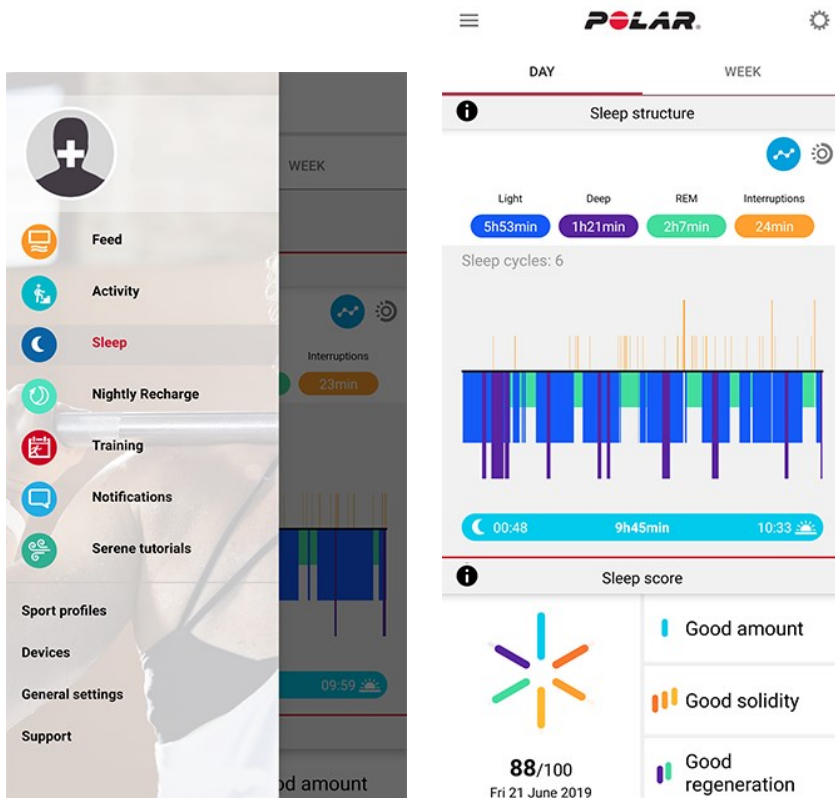 WEEK
Feed
Activity
Sleep
Interruptions
23min
Nightly Recharge
Training
Notifications
Serene tutorials
Sport profiles
Devices
09:59
General settings
Support
od amount
POLAR
DAY WEEK
Sleep structure
Light Deep REM Interruptions
5h53min 1h21min 2h7min 24min
Sleep cycles: 6
00:48 9h45min 10:33
Sleep score
Good amount
Good solidity
88/100
Fri 21 June 2019
Good
regeneration